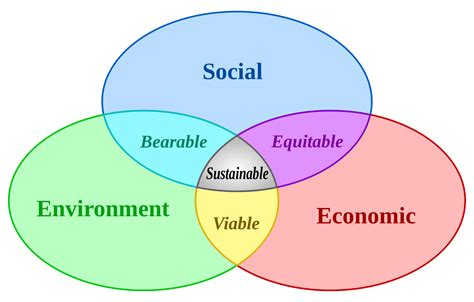 Social
Bearable
Equitable
Sustainable
Environment
Viable
Economic